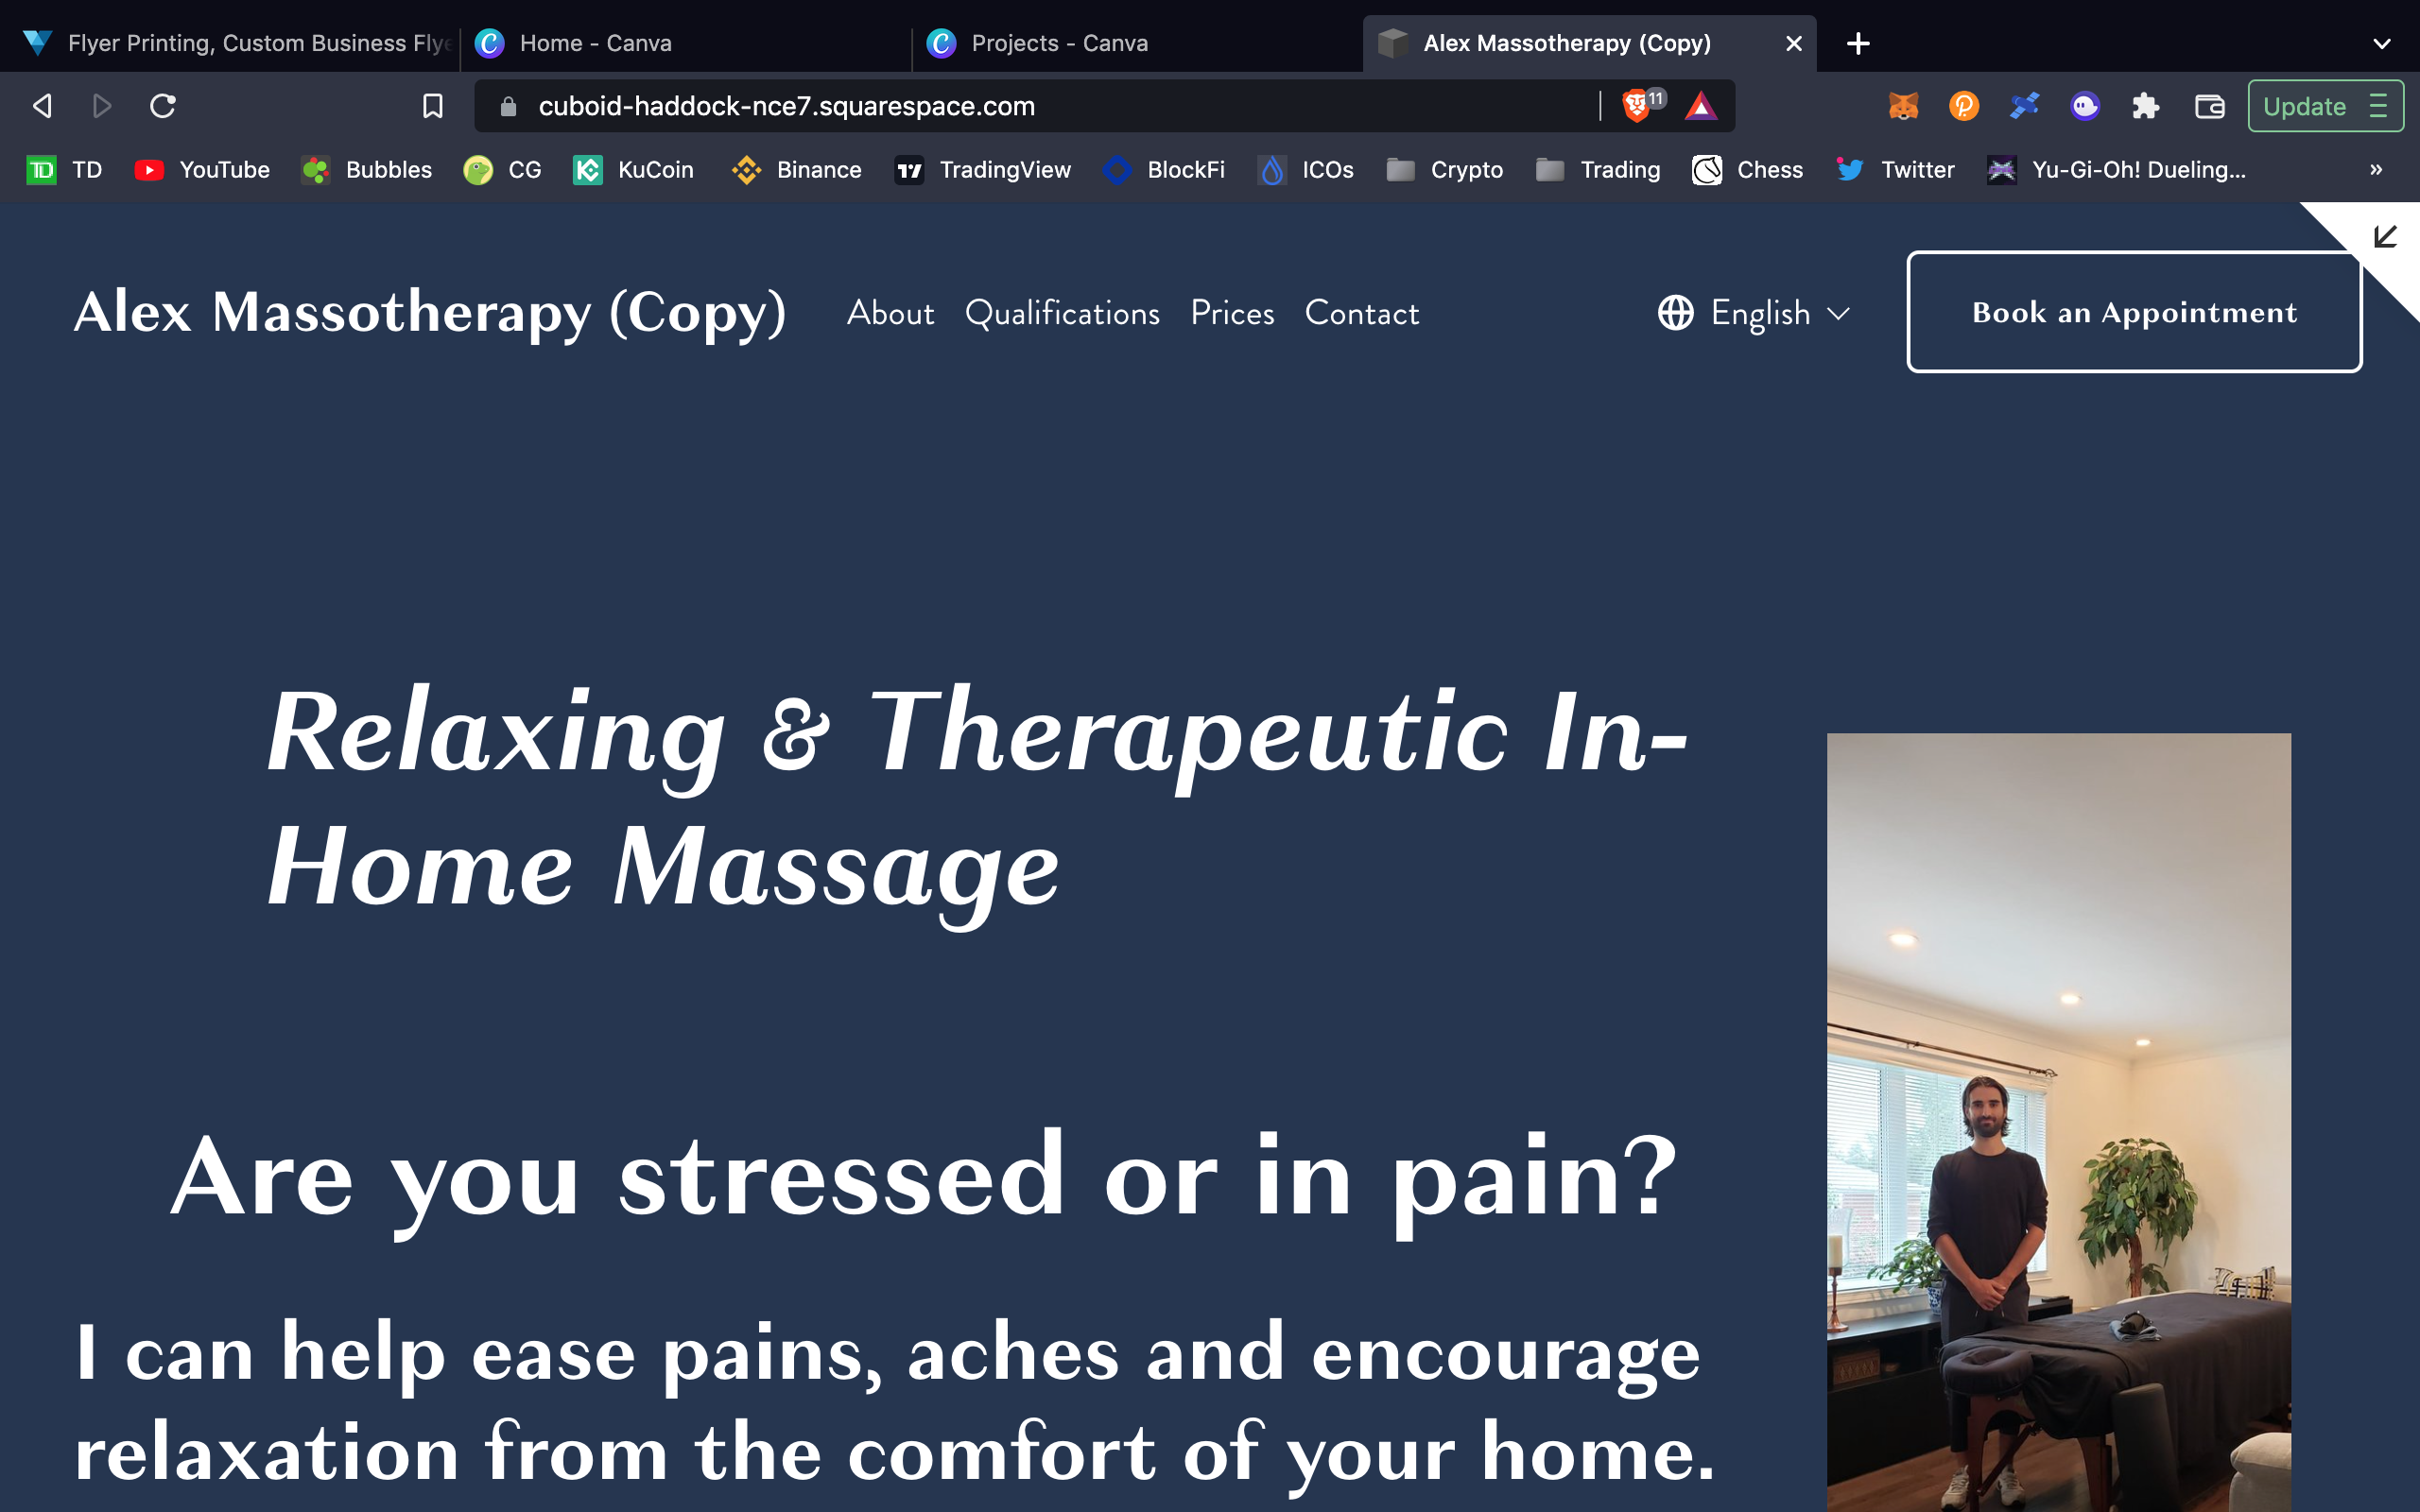 Flyer Printing, Custom Business Flye
Home - Canva
Projects - Canva
Alex Massotherapy (Copy)
cuboid-haddock-nce7.squarespace.com
11
Update
TD
YouTube
Bubbles
CG
KuCoin
Binance
TradingView
BlockFi
ICOs
Crypto
Trading
Chess
Twitter
Yu-Gi-Oh! Dueling...
»
Alex Massotherapy (Copy)
About
Qualifications
Prices
Contact
English
Book an Appointment
Relaxing & Therapeutic In-
Home Massage
Are you stressed or in pain?
I can help ease pains, aches and encourage
relaxation from the comfort of your home.